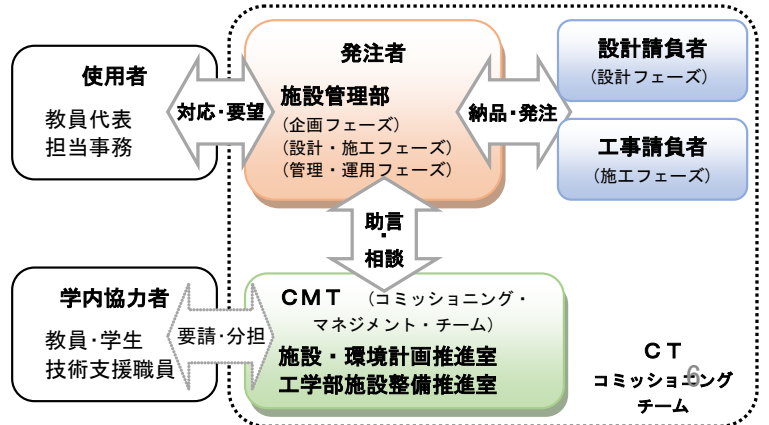 使用者
教員代表
担当事務
対応・要望
発注者
施設管理部
（企画フェーズ）
（設計・施工フェーズ）
（管理・運用フェーズ）
納品・発注
設計請負者
（設計フェーズ）
工事請負者
（施工フェーズ）
助言
・
相談
学内協力者
教員・学生
技術支援職員
要請・分担
ＣＭＴ （コミッショニング・
マネジメント・チーム）
施設・環境計画推進室
工学部施設整備推進室
ＣＴ
コミッショニング
チーム
6